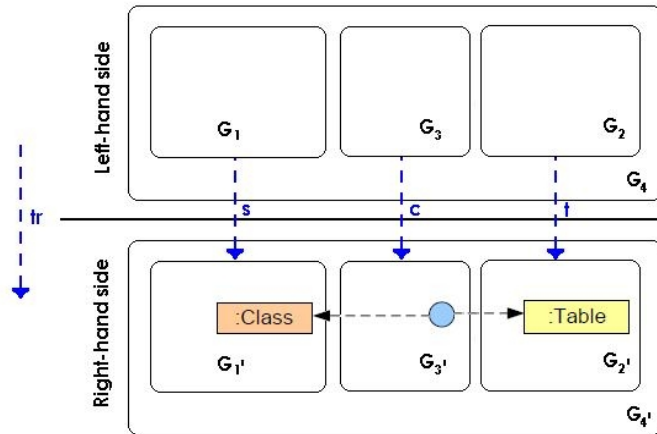 Left-hand side
G1
G3
G2
G4
tr
s
c
t
Right-hand side
:Class
:Table
G1'
G3'
G2'
G4'